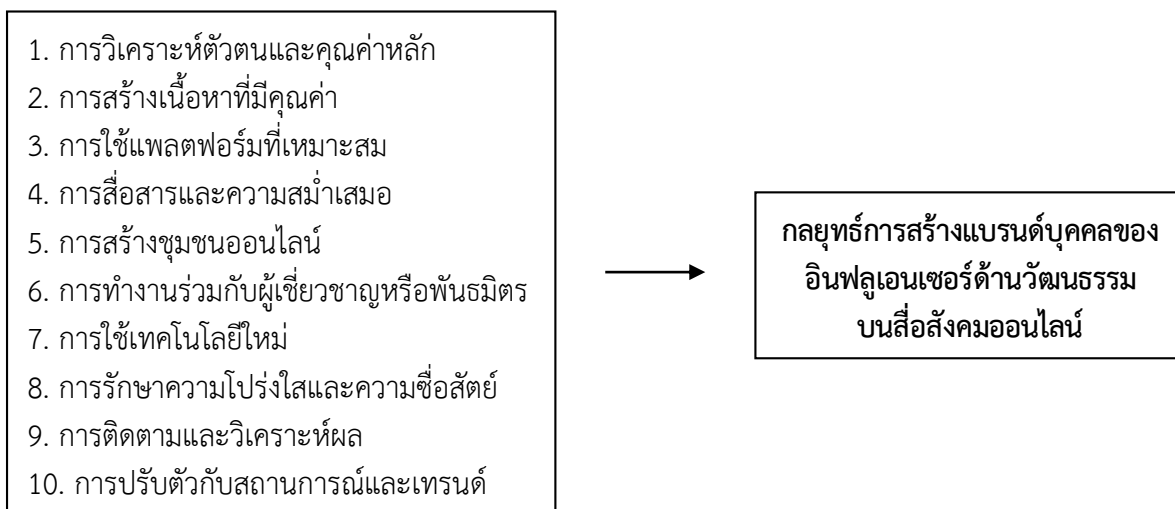 1. การวิเคราะห์ตัวตนและคุณค่าหลัก
2. การสร้างเนื้อหาที่มีคุณค่า
3. การใช้แพลตฟอร์มที่เหมาะสม
4. การสื่อสารและความสม่ำเสมอ
5. การสร้างชุมชนออนไลน์
6. การทำงานร่วมกับผู้เชี่ยวชาญหรือพันธมิตร
7. การใช้เทคโนโลยีใหม่
8. การรักษาความโปร่งใสและความซื่อสัตย์
9. การติดตามและวิเคราะห์ผล
10. การปรับตัวกับสถานการณ์และเทรนด์
กลยุทธ์การสร้างแบรนด์บุคคลของ
อินฟลูเอนเซอร์ด้านวัฒนธรรม
บนสื่อสังคมออนไลน์